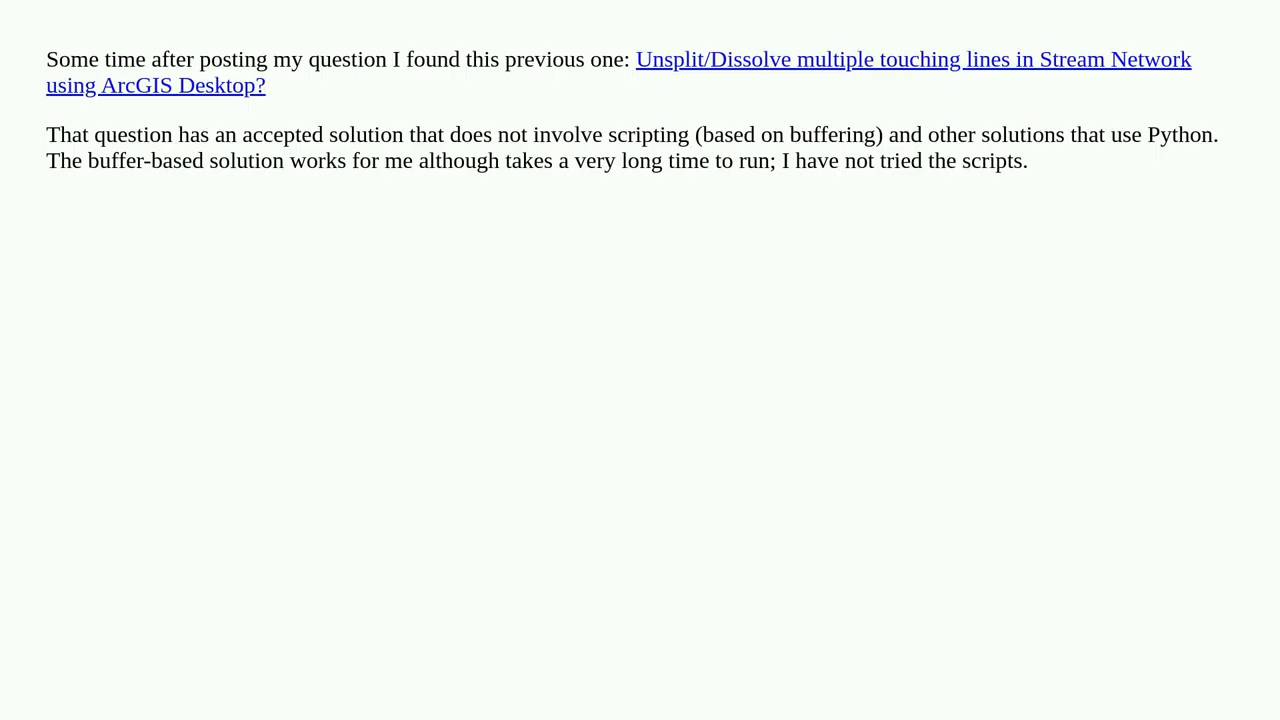 Some time after posting my question I found this previous one: Unsplit/Dissolve multiple touching lines in Stream Network
using ArcGIS Desktop?
That question has an accepted solution that does not involve scripting (based on buffering) and other solutions that use Python.
The buffer-based solution works for me although takes a very long time to run; I have not tried the scripts.